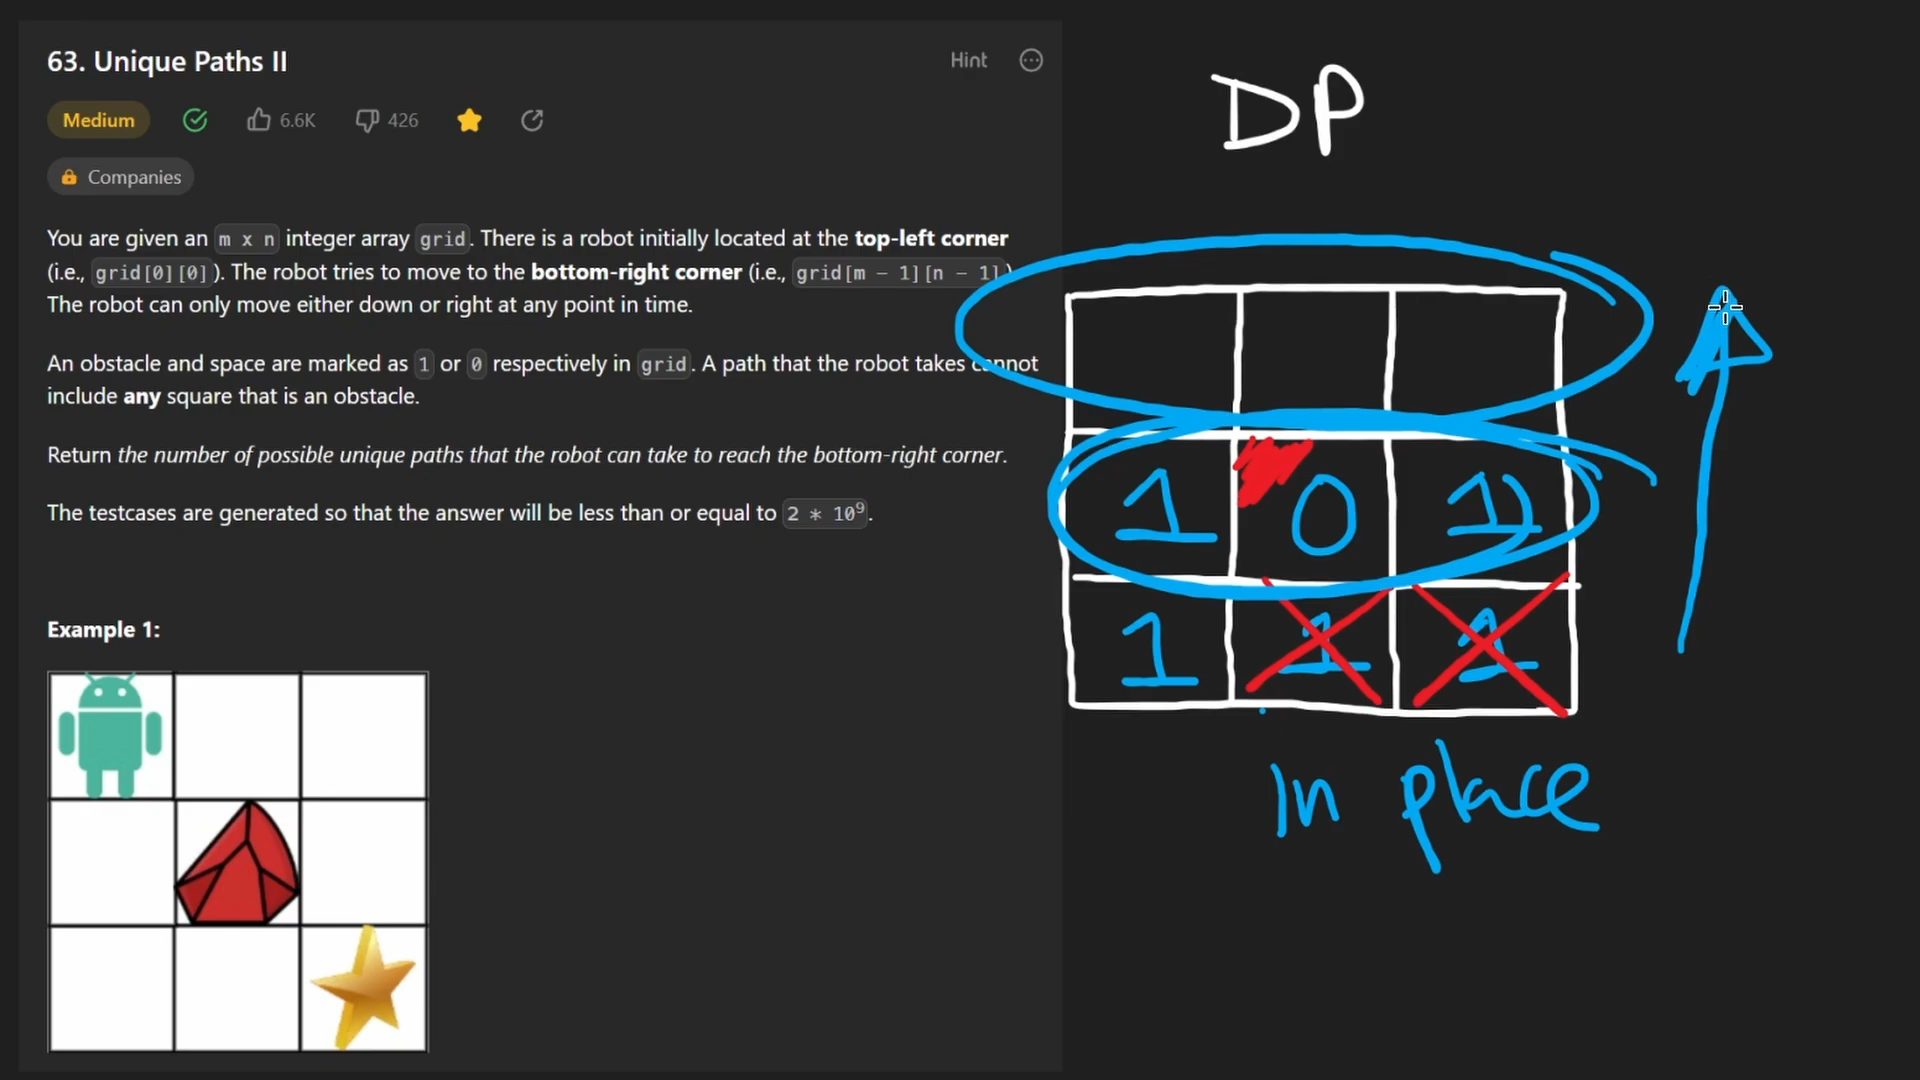 63. Unique Paths II
Hint
Medium
6.6K
426
Companies
You are given an m x n integer array grid. There is a robot initially located at the top-left corner
(i.e., grid[0][0]). The robot tries to move to the bottom-right corner (i.e., grid[m - 1][n - 1])
The robot can only move either down or right at any point in time.
An obstacle and space are marked as 1 or 0 respectively in grid. A path that the robot takes cannot
include any square that is an obstacle.
Return the number of possible unique paths that the robot can take to reach the bottom-right corner.
The testcases are generated so that the answer will be less than or equal to 2 * 10⁹.
Example 1:
DP
1 0 1
1 1 1
In place